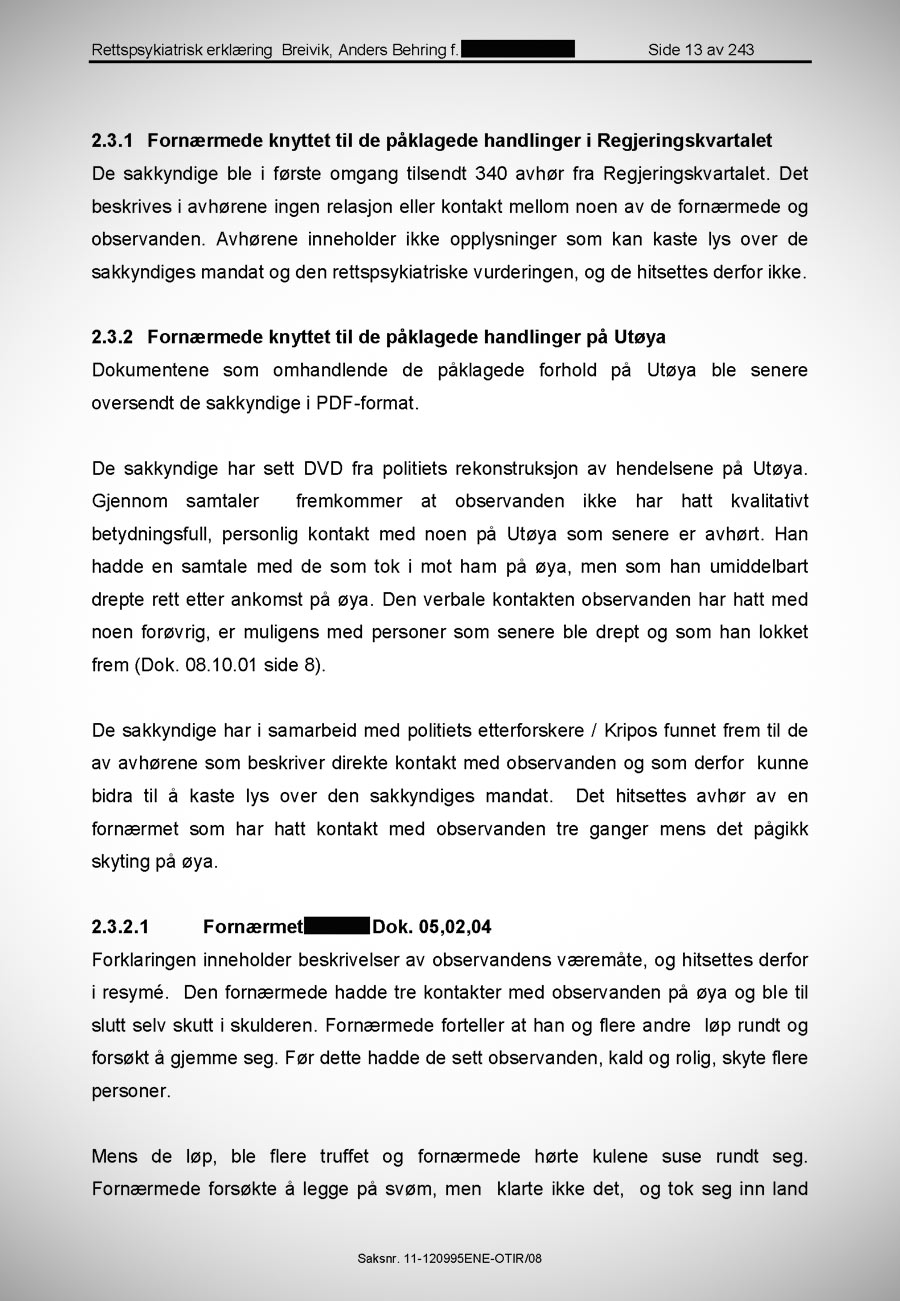 Rettspsykiatrisk erklæring Breivik, Anders Behring f. Side 13 av 243
2.3.1 Fornærmede knyttet til de påklagede handlinger i Regjeringskvartalet
De sakkyndige ble i første omgang tilsendt 340 avhør fra Regjeringskvartalet. Det
beskrives i avhørene ingen relasjon eller kontakt mellom noen av de fornærmede og
observanden. Avhørene inneholder ikke opplysninger som kan kaste lys over de
sakkyndiges mandat og den rettspsykiatriske vurderingen, og de hitsettes derfor ikke.
2.3.2 Fornærmede knyttet til de påklagede handlinger på Utøya
Dokumentene som omhandlende de påklagede forhold på Utøya ble senere
oversendt de sakkyndige i PDF-format.
De sakkyndige har sett DVD fra politiets rekonstruksjon av hendelsene på Utøya.
Gjennom samtaler fremkommer at observanden ikke har hatt kvalitativt
betydningsfull, personlig kontakt med noen på Utøya som senere er avhørt. Han
hadde en samtale med de som tok i mot ham på øya, men som han umiddelbart
drepte rett etter ankomst på øya. Den verbale kontakten observanden har hatt med
noen forøvrig, er muligens med personer som senere ble drept og som han lokket
frem (Dok. 08.10.01 side 8).
De sakkyndige har i samarbeid med politiets etterforskere / Kripos funnet frem til de
av avhørene som beskriver direkte kontakt med observanden og som derfor kunne
bidra til å kaste lys over den sakkyndiges mandat. Det hitsettes avhør av en
fornærmet som har hatt kontakt med observanden tre ganger mens det pågikk
skyting på øya.
2.3.2.1 Fornærmet Dok. 05,02,04
Forklaringen inneholder beskrivelser av observandens væremåte, og hitsettes derfor
i resymé. Den fornærmede hadde tre kontakter med observanden på øya og ble til
slutt selv skutt i skulderen. Fornærmede forteller at han og flere andre løp rundt og
forsøkt å gjemme seg. Før dette hadde de sett observanden, kald og rolig, skyte flere
personer.
Mens de løp, ble flere truffet og fornærmede hørte kulene suse rundt seg.
Fornærmede forsøkte å legge på svøm, men klarte ikke det, og tok seg inn land
Saksnr. 11-120995ENE-OTIR/08